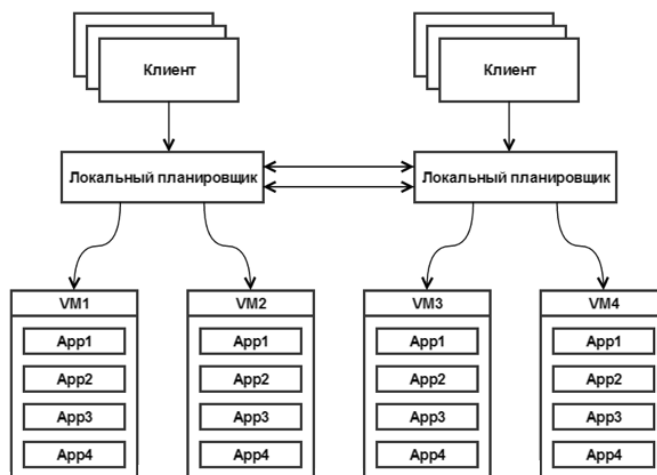 Клиент
Клиент
Локальный планировщик
Локальный планировщик
VM1
VM2
VM3
VM4
App1
App1
App1
App1
App2
App2
App2
App2
App3
App3
App3
App3
App4
App4
App4
App4